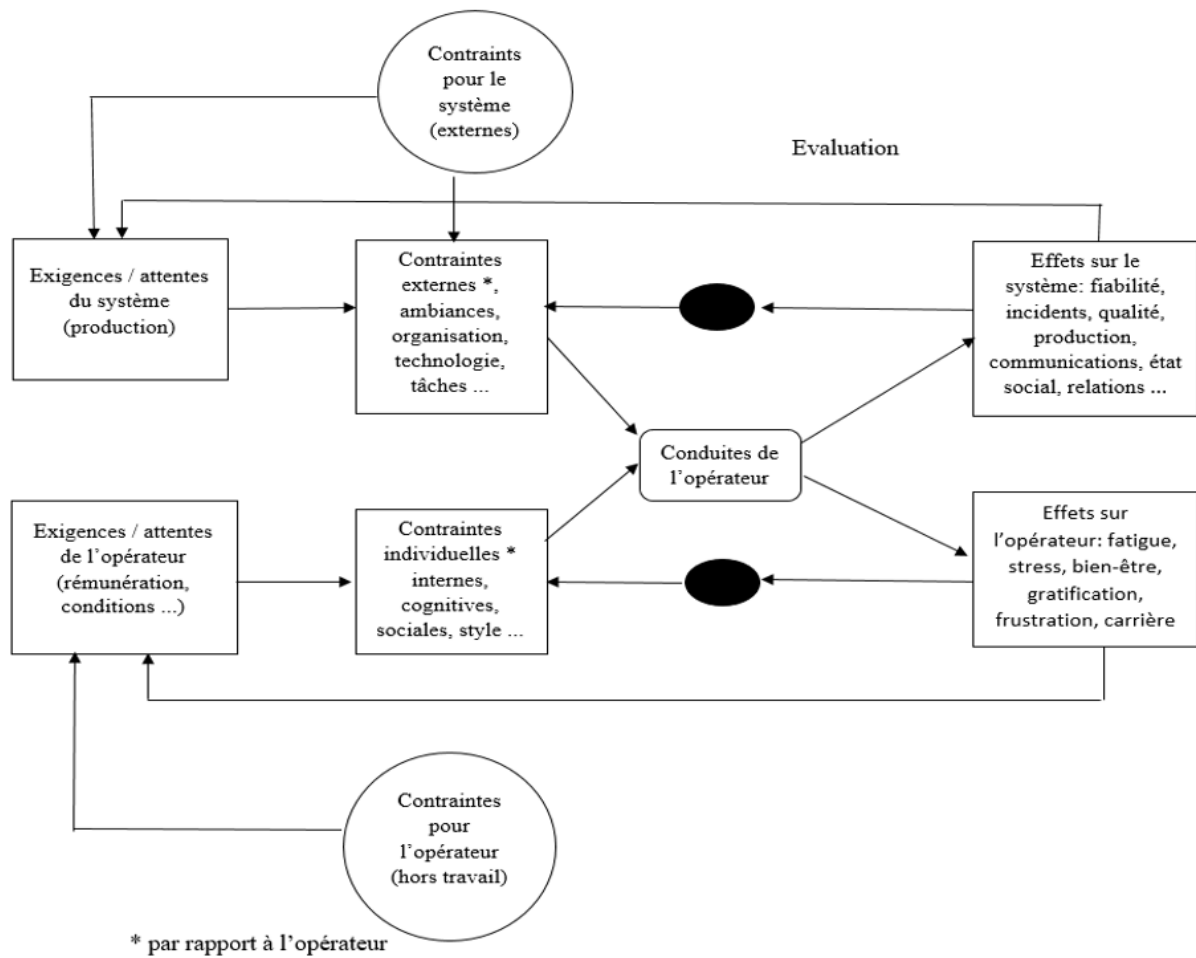 Contraints
pour le
système
(externes)
Evaluation
Exigences / attentes
du système
(production)
Contraintes
externes *,
ambiances,
organisation,
technologie,
tâches ...
Effets sur le
système: fiabilité,
incidents, qualité,
production,
communications, état
social, relations ...
Conduites de
l’opérateur
Exigences / attentes
de l’opérateur
(rémunération,
conditions ...)
Contraintes
individuelles *
internes,
cognitives,
sociales, style ...
Effets sur
l’opérateur: fatigue,
stress, bien-être,
gratification,
frustration, carrière
Contraintes
pour
l’opérateur
(hors travail)
* par rapport à l’opérateur